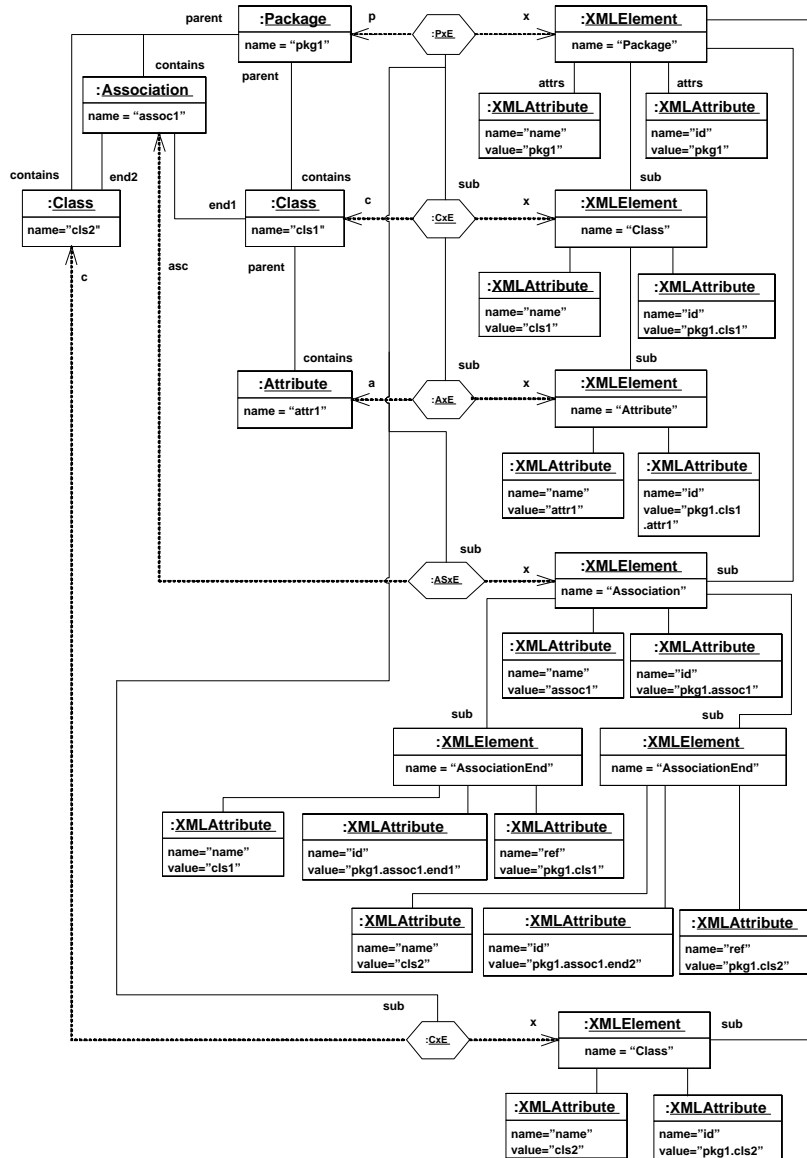 parent
:Package
name = "pkg1"
p
:PxE
x
:XMLElement
name = “Package”
contains
parent
attrs
attrs
:Association
name = “assoc1”
:XMLAttribute
name=”name”
value=”pkg1”
:XMLAttribute
name=”id”
value=”pkg1”
contains
end2
end1
contains
sub
sub
:Class
name="cls2"
:Class
name="cls1"
c
:CxE
x
:XMLElement
name = “Class”
c
asc
parent
:XMLAttribute
name=”name”
value=”cls1”
:XMLAttribute
name=”id”
value=”pkg1.cls1”
contains
sub
sub
:Attribute
name = “attr1”
a
:AxE
x
:XMLElement
name = “Attribute”
:XMLAttribute
name=”name”
value=”attr1”
:XMLAttribute
name=”id”
value=”pkg1.cls1
.attr1”
sub
:ASxE
x
:XMLElement
name = “Association”
sub
:XMLAttribute
name=”name”
value=”assoc1”
:XMLAttribute
name=”id”
value=”pkg1.assoc1”
sub
sub
:XMLElement
name = “AssociationEnd”
:XMLElement
name = “AssociationEnd”
:XMLAttribute
name=”name”
value=”cls1”
:XMLAttribute
name=”id”
value=”pkg1.assoc1.end1”
:XMLAttribute
name=”ref”
value=”pkg1.cls1”
:XMLAttribute
name=”name”
value=”cls2”
:XMLAttribute
name=”id”
value=”pkg1.assoc1.end2”
:XMLAttribute
name=”ref”
value=”pkg1.cls2”
sub
:CxE
x
:XMLElement
name = “Class”
sub
:XMLAttribute
name=”name”
value=”cls2”
:XMLAttribute
name=”id”
value=”pkg1.cls2”